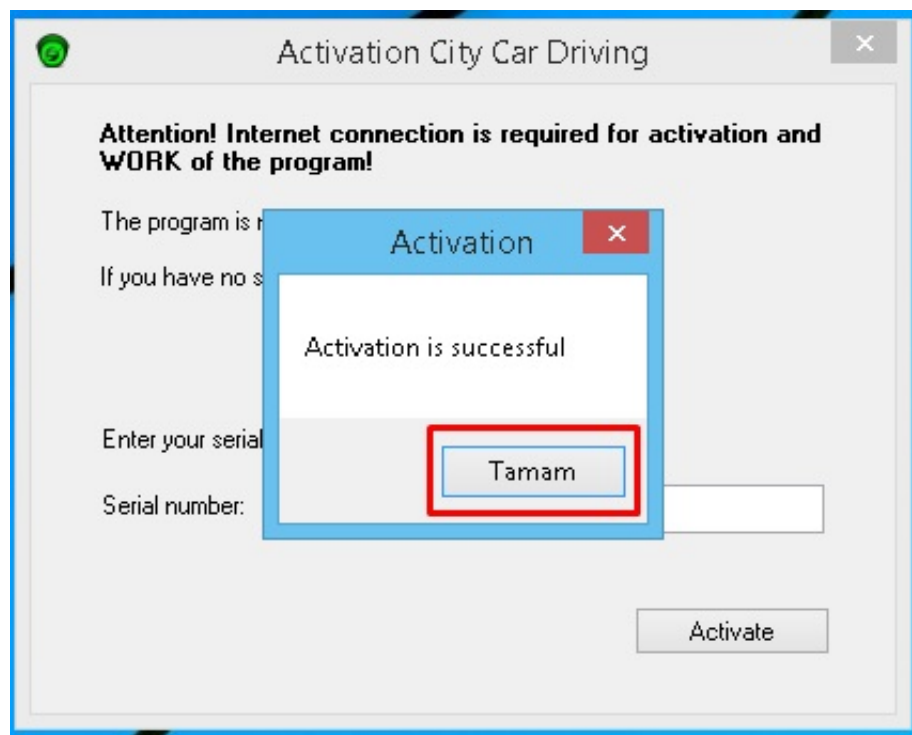 Activation City Car Driving
Attention! Internet connection is required for activation and
WORK of the program!
The program is
If you have no
Activation
Activation is successful
Tamam
Enter your serial
Serial number:
Activate